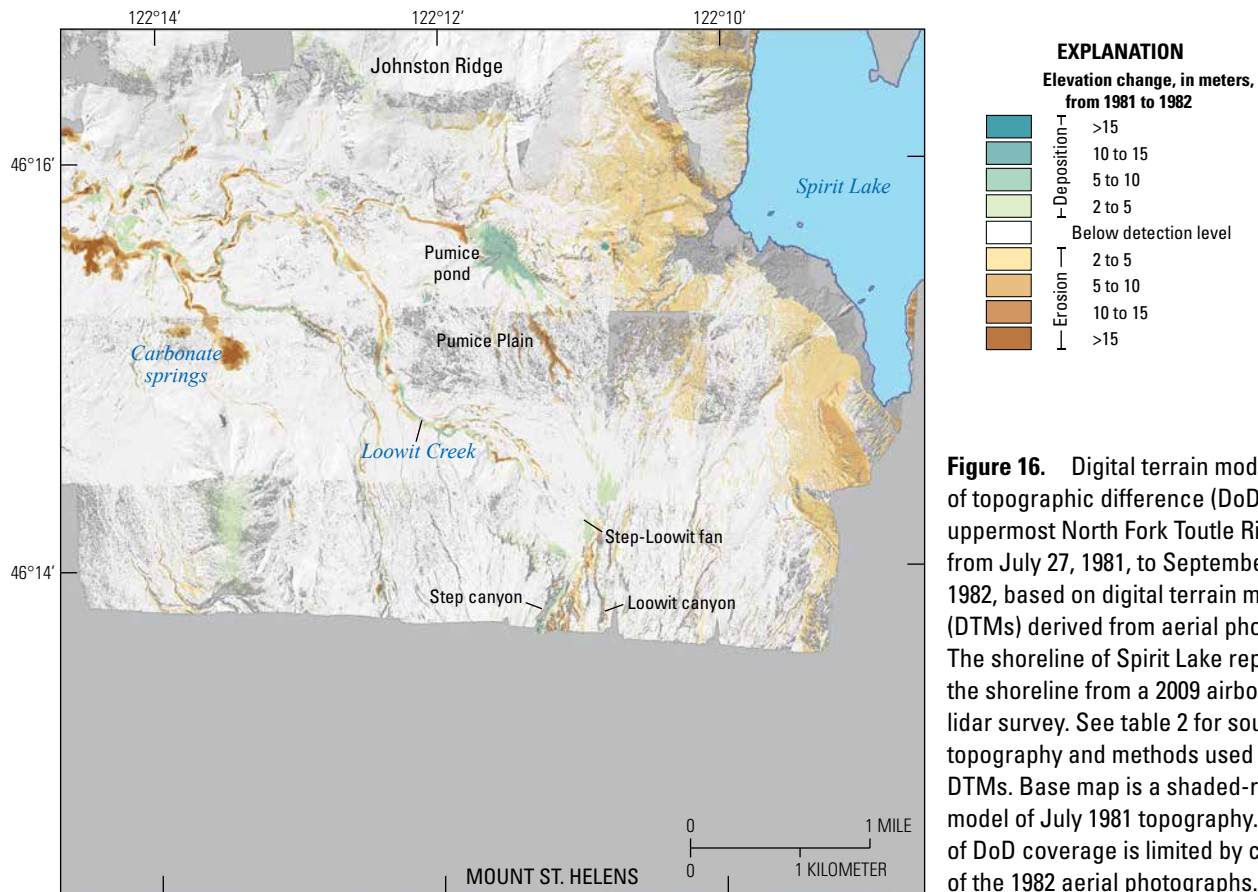 122°14′
122°12′
122°10′
Johnston Ridge
46°16′
Spirit Lake
Pumice
pond
Pumice Plain
Carbonate
springs
Loowit Creek
Step-Loowit fan
46°14′
Step canyon
Loowit canyon
0
1 MILE
0
1 KILOMETER
MOUNT ST. HELENS
EXPLANATION
Elevation change, in meters,
from 1981 to 1982
Deposition
>15
10 to 15
5 to 10
2 to 5
Below detection level
Erosion
2 to 5
5 to 10
10 to 15
>15
Figure 16. Digital terrain mod
of topographic difference (DoD
uppermost North Fork Toutle Ri
from July 27, 1981, to September
1982, based on digital terrain m
(DTMs) derived from aerial pho
The shoreline of Spirit Lake rep
the shoreline from a 2009 airbo
lidar survey. See table 2 for sou
topography and methods used
DTMs. Base map is a shaded-r
model of July 1981 topography.
of DoD coverage is limited by c
of the 1982 aerial photographs.